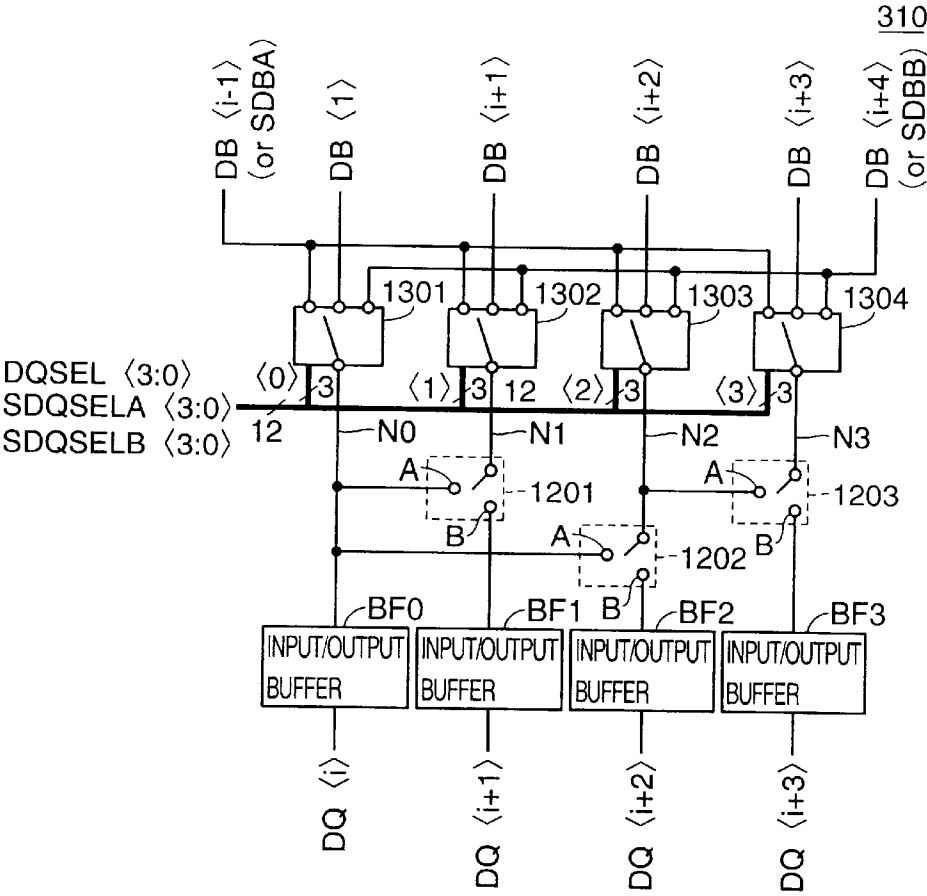 310
DB ⟨i-1⟩
(or SDBA)
DB ⟨1⟩
DB ⟨i+1⟩
DB ⟨i+2⟩
DB ⟨i+3⟩
DB ⟨i+4⟩
(or SDBB)
1301
1302
1303
1304
DQSEL ⟨3:0⟩
SDQSELA ⟨3:0⟩
SDQSELB ⟨3:0⟩
12
⟨0⟩
3
⟨1⟩
3
12
⟨2⟩
3
⟨3⟩
3
N0
N1
N2
N3
A
B
1201
A
B
1202
A
B
1203
BF0
BF1
BF2
BF3
INPUT/OUTPUT
BUFFER
INPUT/OUTPUT
BUFFER
INPUT/OUTPUT
BUFFER
INPUT/OUTPUT
BUFFER
DQ ⟨i⟩
DQ ⟨i+1⟩
DQ ⟨i+2⟩
DQ ⟨i+3⟩